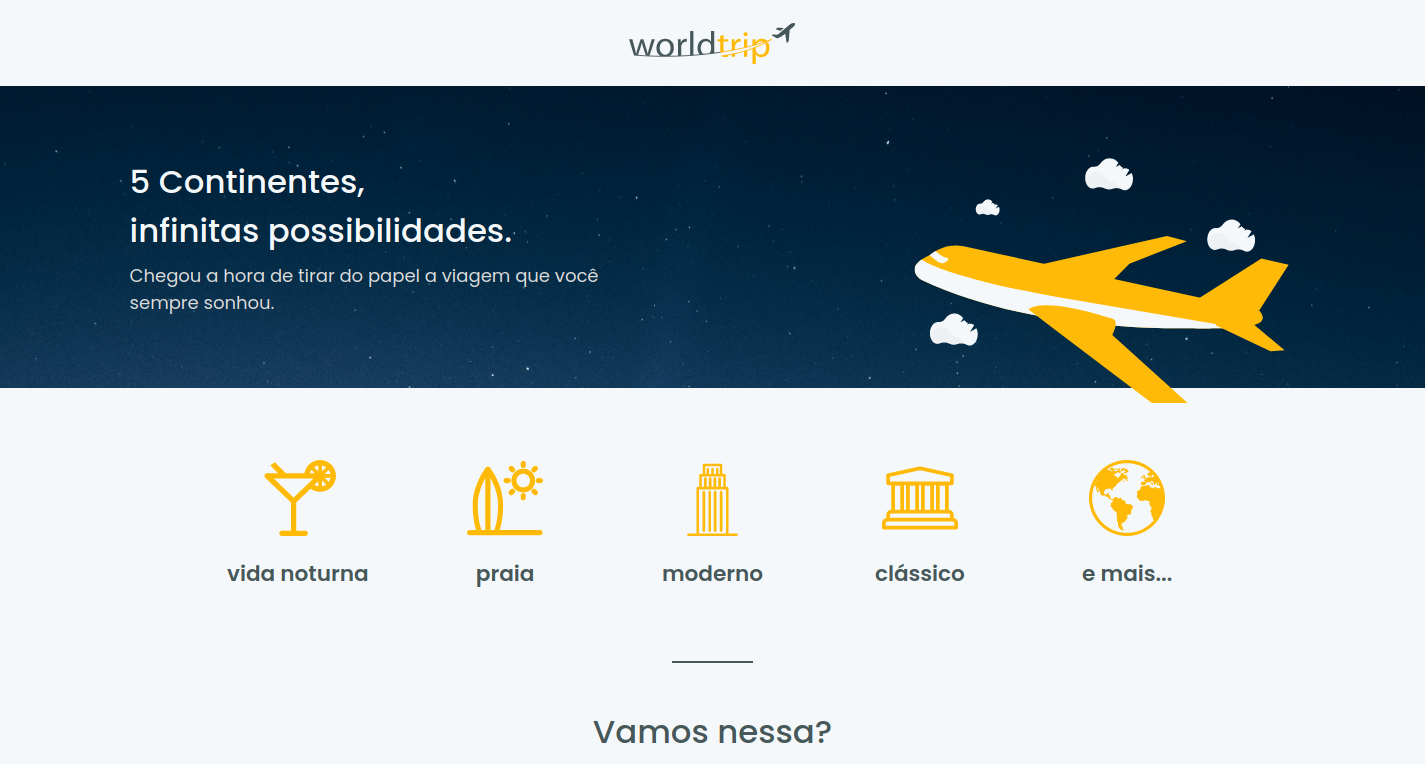 worldtrip
5 Continentes,
infinitas possibilidades.
Chegou a hora de tirar do papel a viagem que você
sempre sonhou.
vida noturna
praia
moderno
clássico
e mais...
Vamos nessa?